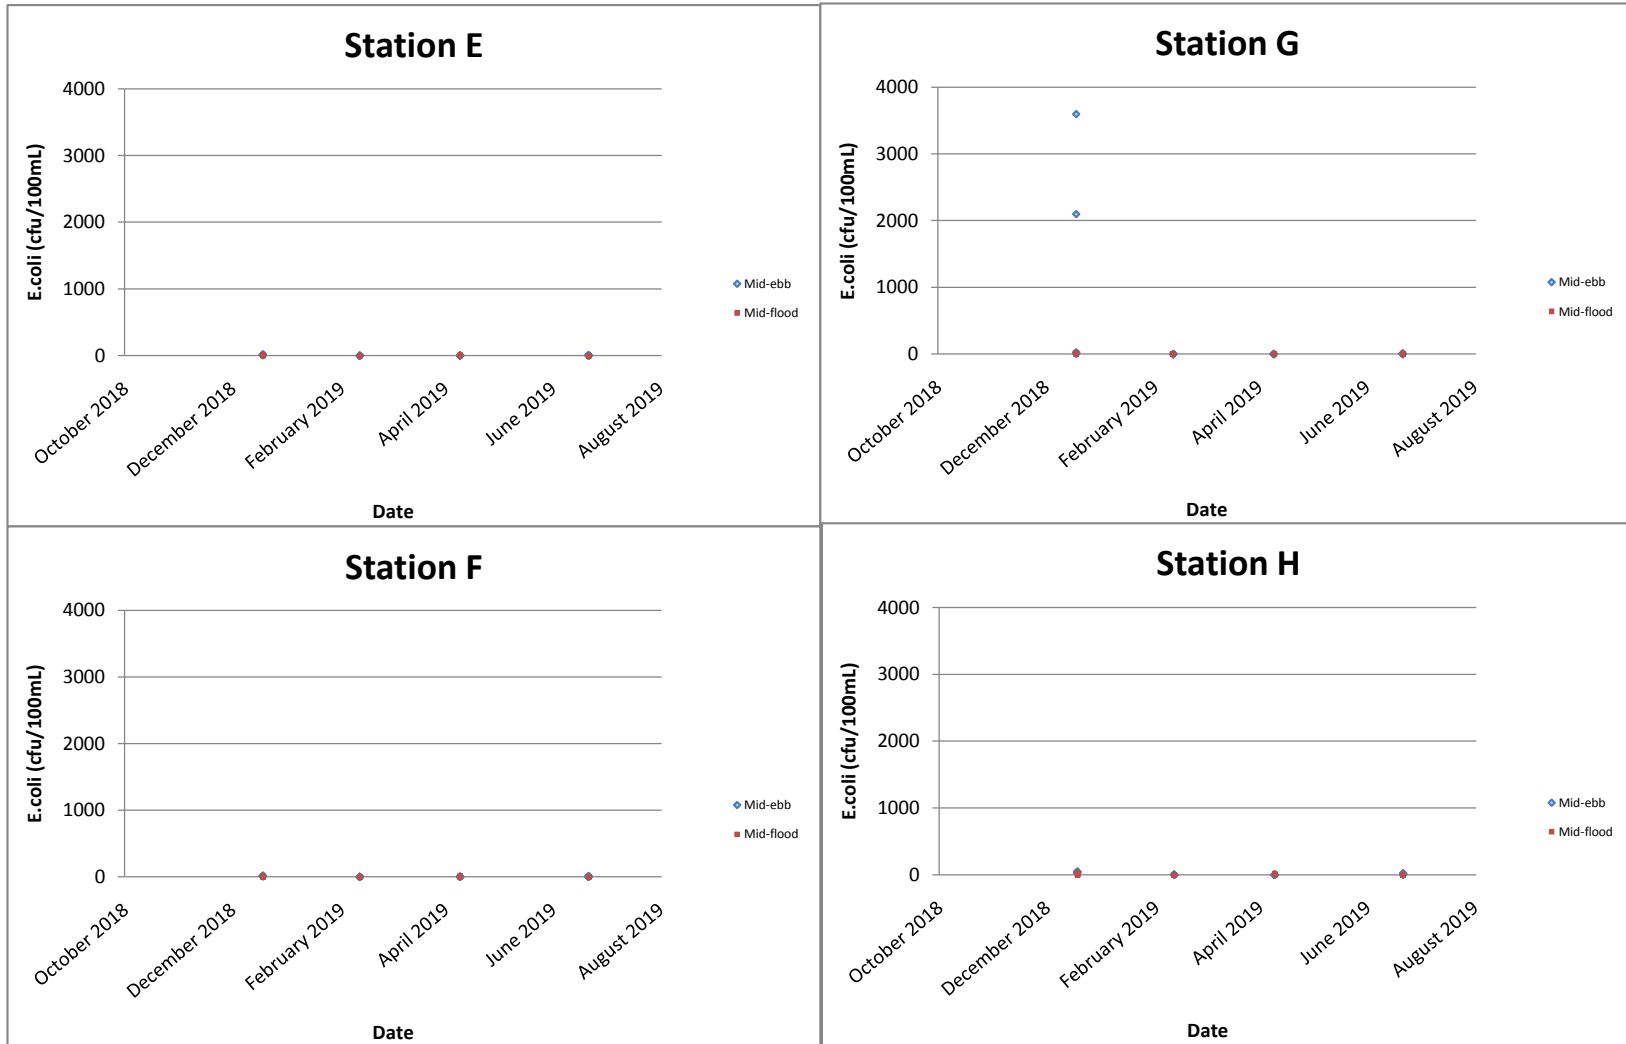 Station E
4000
3000
2000
1000
0
E.coli (cfu/100mL)
October 2018
December 2018
February 2019
April 2019
June 2019
August 2019
Date
Mid-ebb
Mid-flood
Station G
4000
3000
2000
1000
0
E.coli (cfu/100mL)
October 2018
December 2018
February 2019
April 2019
June 2019
August 2019
Date
Mid-ebb
Mid-flood
Station F
4000
3000
2000
1000
0
E.coli (cfu/100mL)
October 2018
December 2018
February 2019
April 2019
June 2019
August 2019
Date
Mid-ebb
Mid-flood
Station H
4000
3000
2000
1000
0
E.coli (cfu/100mL)
October 2018
December 2018
February 2019
April 2019
June 2019
August 2019
Date
Mid-ebb
Mid-flood